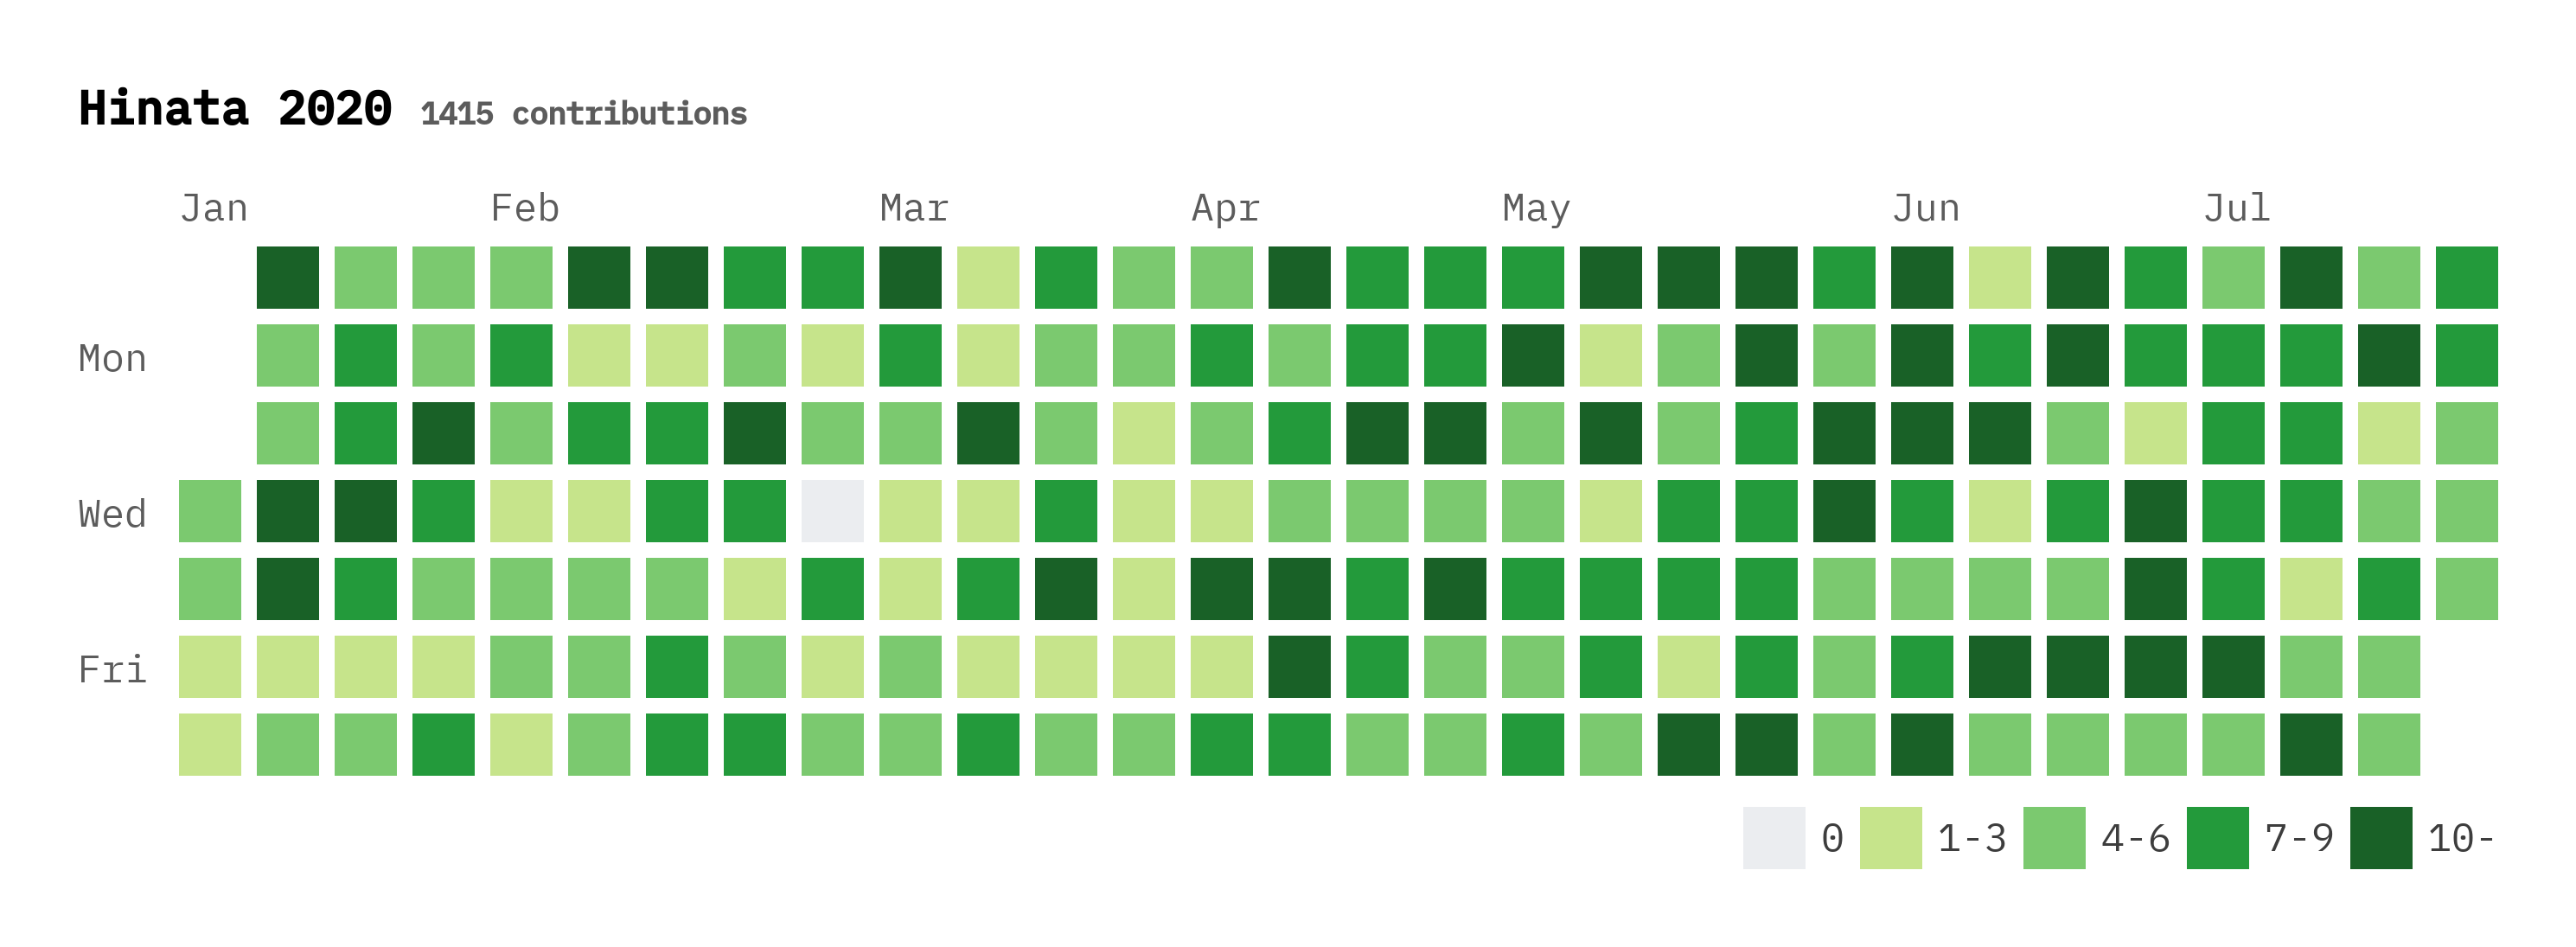 Hinata 2020 1415 contributions
Jan Feb Mar Apr May Jun Jul
Mon
Wed
Fri
0 1-3 4-6 7-9 10-